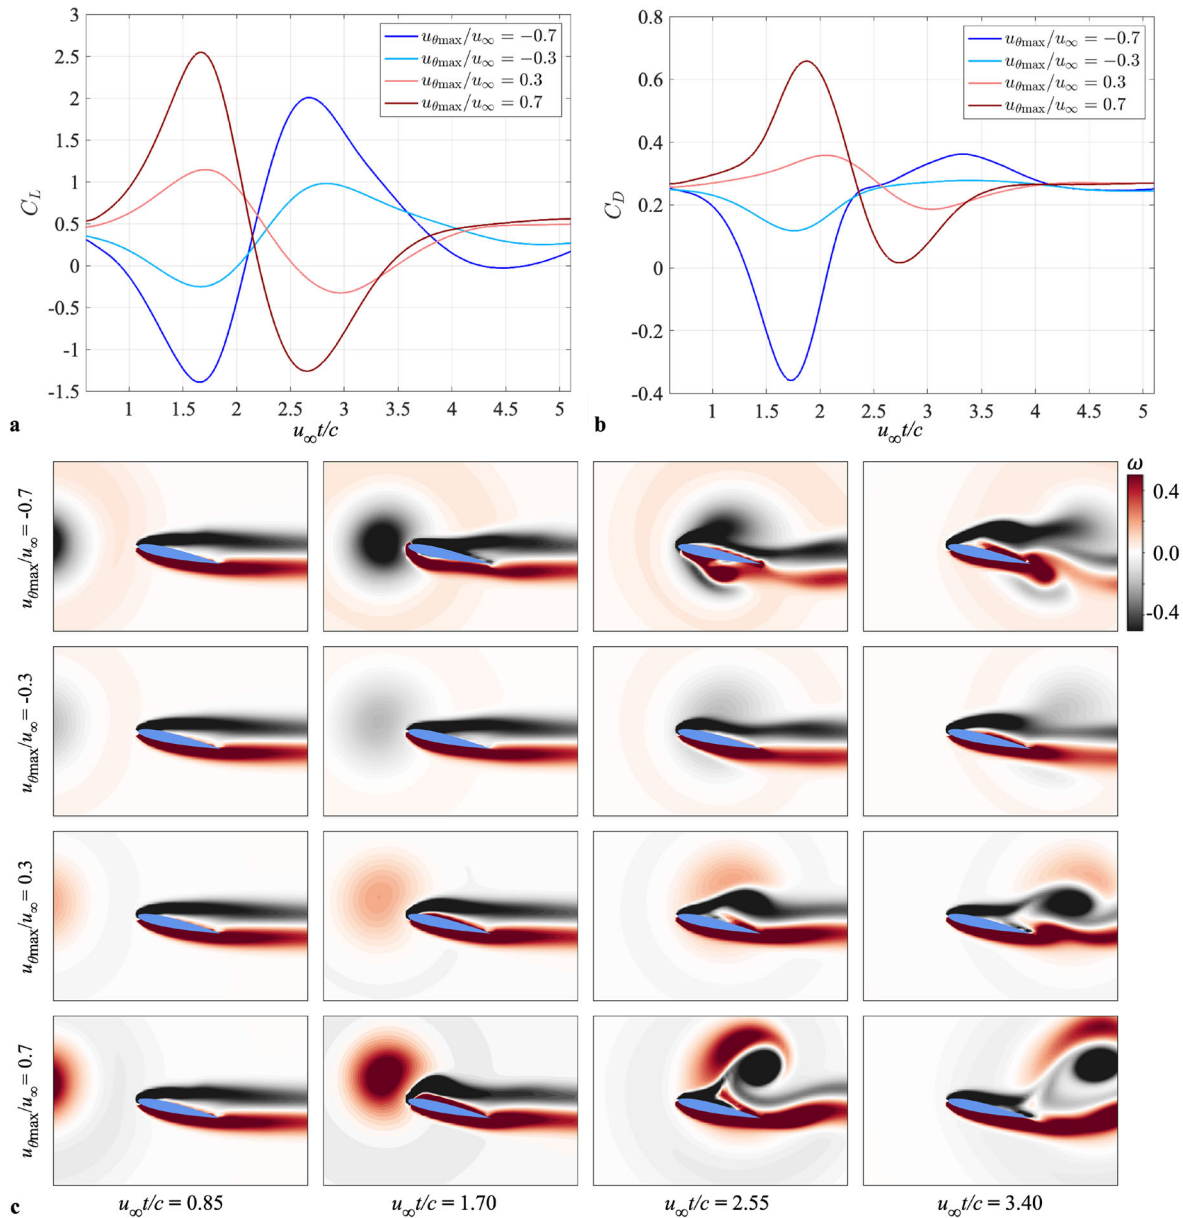 3
2.5
2
1.5
1
0.5
0
-0.5
-1
-1.5
C_L
1 1.5 2 2.5 3 3.5 4 4.5 5
u∞t/c
a
u_θmax/u_∞ = −0.7
u_θmax/u_∞ = −0.3
u_θmax/u_∞ = 0.3
u_θmax/u_∞ = 0.7
0.8
0.6
0.4
0.2
0
-0.2
-0.4
C_D
1 1.5 2 2.5 3 3.5 4 4.5 5
u∞t/c
b
u_θmax/u_∞ = −0.7
u_θmax/u_∞ = −0.3
u_θmax/u_∞ = 0.3
u_θmax/u_∞ = 0.7
u_θmax/u_∞ = -0.7
u_θmax/u_∞ = -0.3
u_θmax/u_∞ = 0.3
u_θmax/u_∞ = 0.7
ω
0.4
0.0
-0.4
c
u∞t/c = 0.85
u∞t/c = 1.70
u∞t/c = 2.55
u∞t/c = 3.40